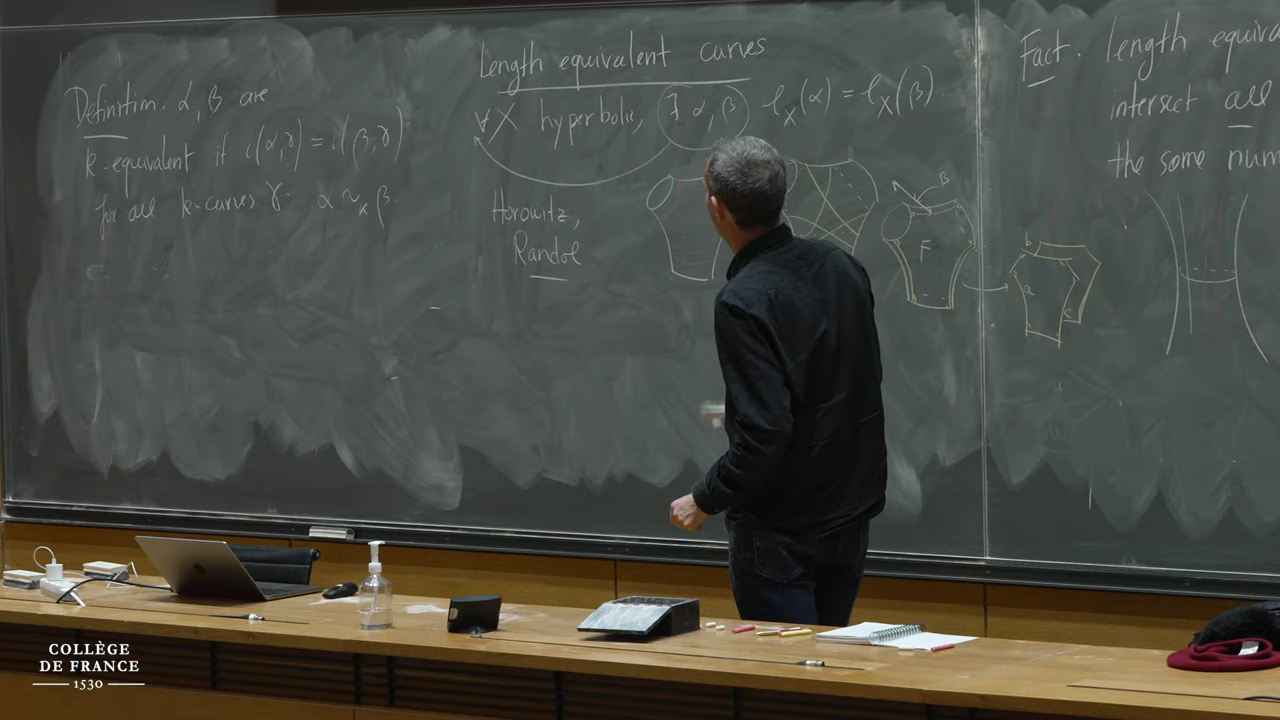 Definition. α, β are
k-equivalent if i(α,γ) = i(β,γ)
for all k-curves γ. α ~k β.
Length equivalent curves
∀X hyperbolic, ∃ α, β ℓX(α) = ℓX(β)
Horowitz,
Randol
β
F
b
a
c
Fact. length equiva
intersect all
the same num
COLLÈGE
DE FRANCE
1530